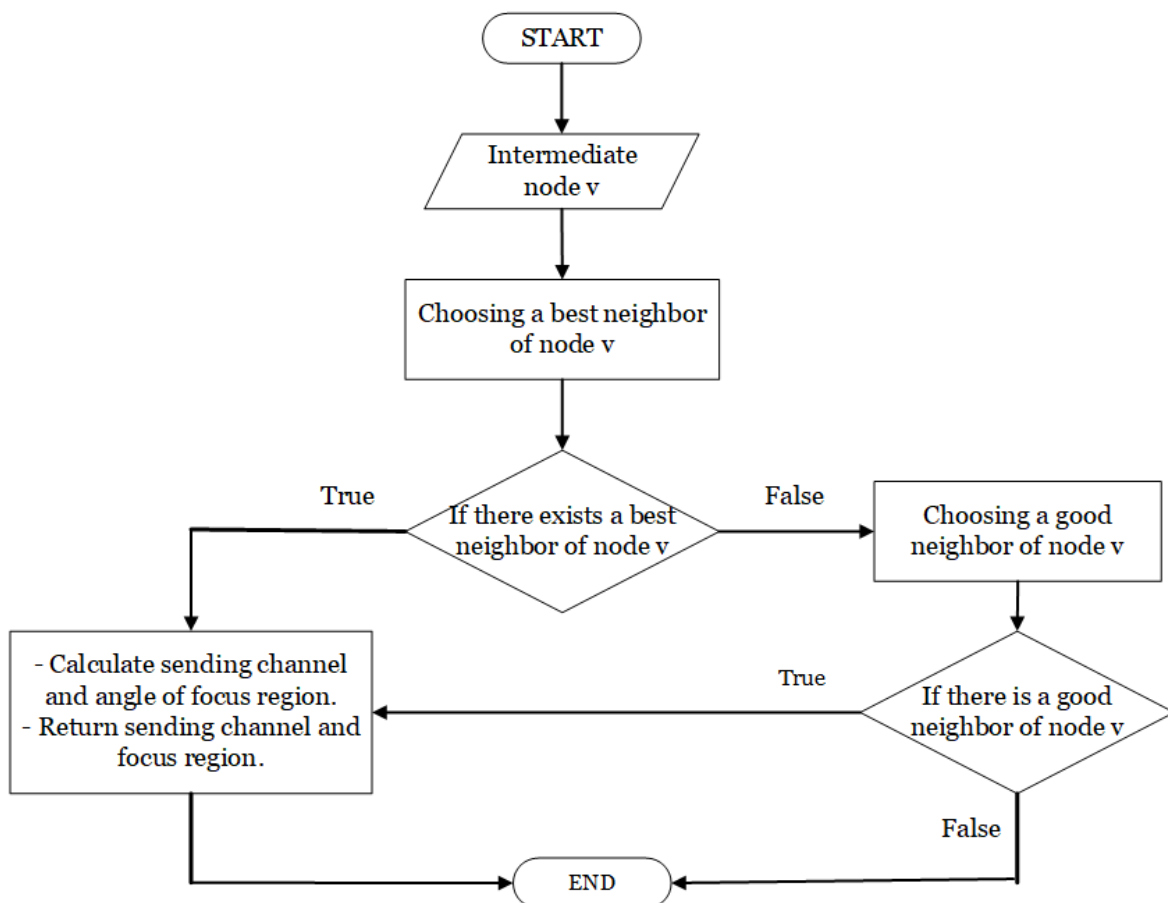 START
Intermediate
node v
Choosing a best neighbor
of node v
True
If there exists a best
neighbor of node v
False
Choosing a good
neighbor of node v
- Calculate sending channel
and angle of focus region.
- Return sending channel and
focus region.
True
If there is a good
neighbor of node v
False
END